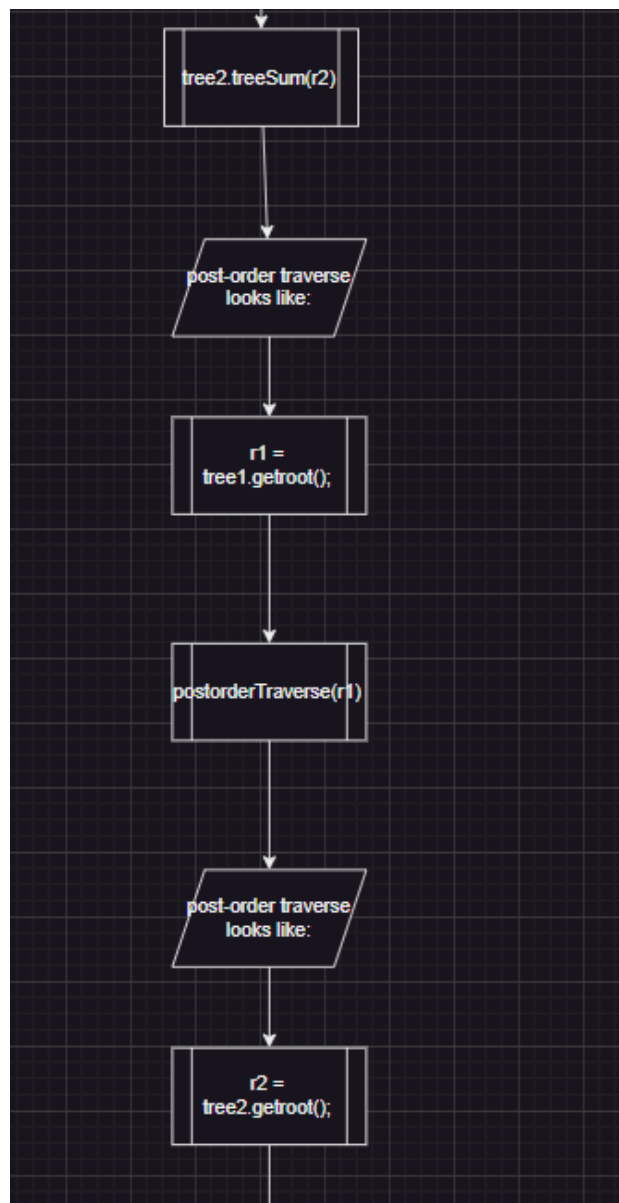 tree2.treeSum(r2)
post-order traverse
looks like:
r1 =
tree1.getroot();
postorderTraverse(r1)
post-order traverse
looks like:
r2 =
tree2.getroot();